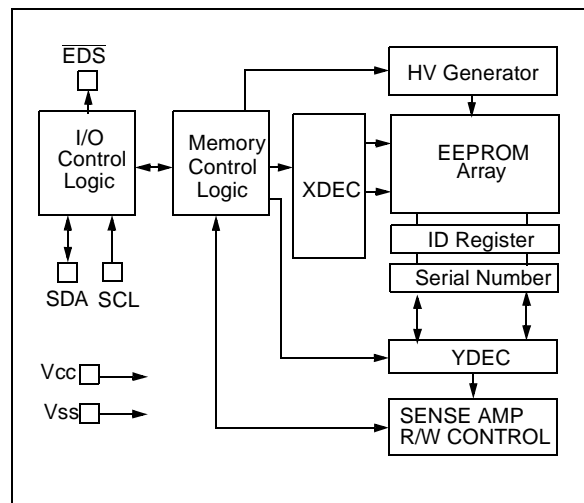 EDS
I/O
Control
Logic
SDA
SCL
Memory
Control
Logic
XDEC
HV Generator
EEPROM
Array
ID Register
Serial Number
YDEC
SENSE AMP
R/W CONTROL
Vcc
Vss